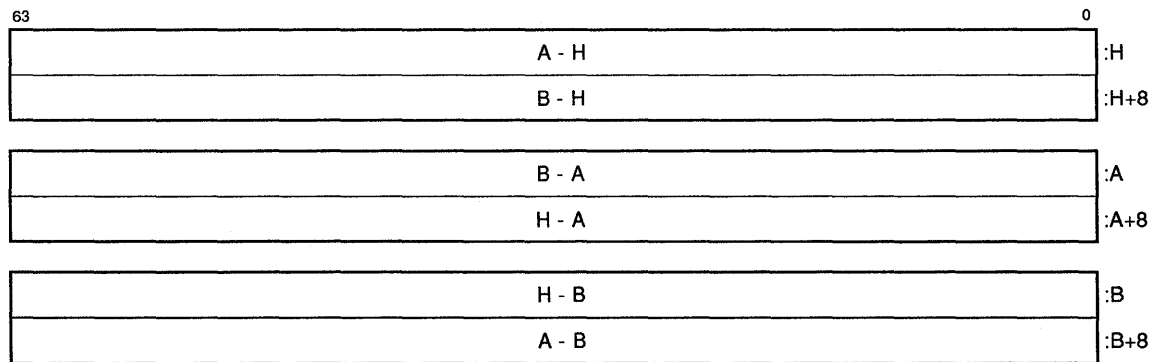 63 0
A - H :H
B - H :H+8
B - A :A
H - A :A+8
H - B :B
A - B :B+8